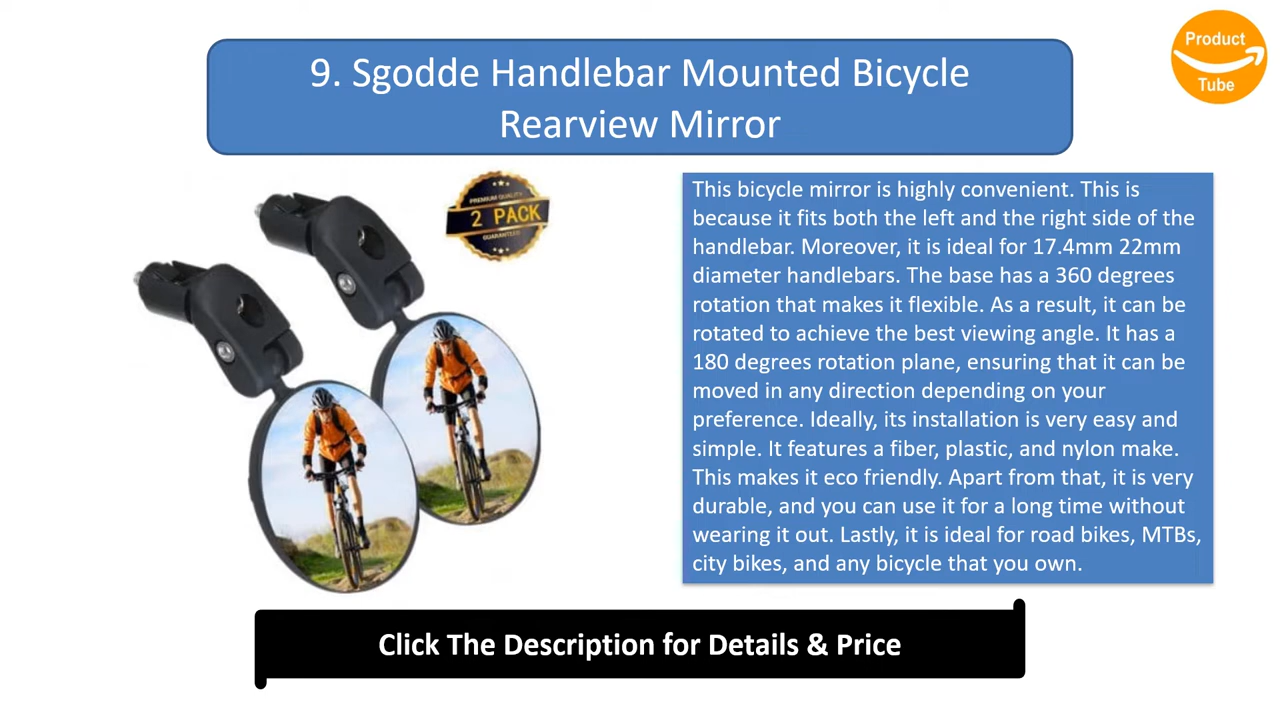 Product
Tube
9. Sgodde Handlebar Mounted Bicycle
Rearview Mirror
PREMIUM QUALITY
2 PACK
GUARANTEED
This bicycle mirror is highly convenient. This is
because it fits both the left and the right side of the
handlebar. Moreover, it is ideal for 17.4mm 22mm
diameter handlebars. The base has a 360 degrees
rotation that makes it flexible. As a result, it can be
rotated to achieve the best viewing angle. It has a
180 degrees rotation plane, ensuring that it can be
moved in any direction depending on your
preference. Ideally, its installation is very easy and
simple. It features a fiber, plastic, and nylon make.
This makes it eco friendly. Apart from that, it is very
durable, and you can use it for a long time without
wearing it out. Lastly, it is ideal for road bikes, MTBs,
city bikes, and any bicycle that you own.
Click The Description for Details & Price